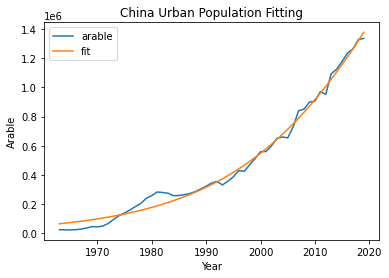 China Urban Population Fitting
1e6
arable
fit
1.4
1.2
1.0
0.8
0.6
0.4
0.2
0.0
Arable
1970 1980 1990 2000 2010 2020
Year